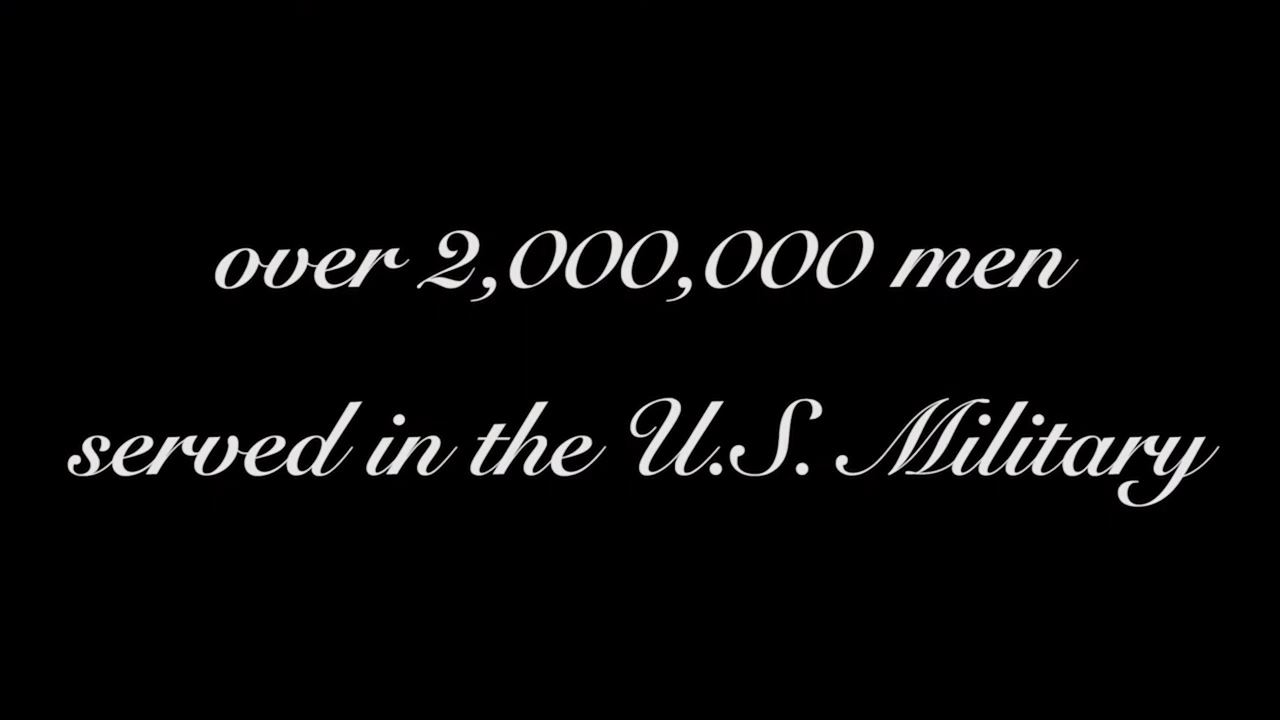 over 2,000,000 men
served in the U.S. Military